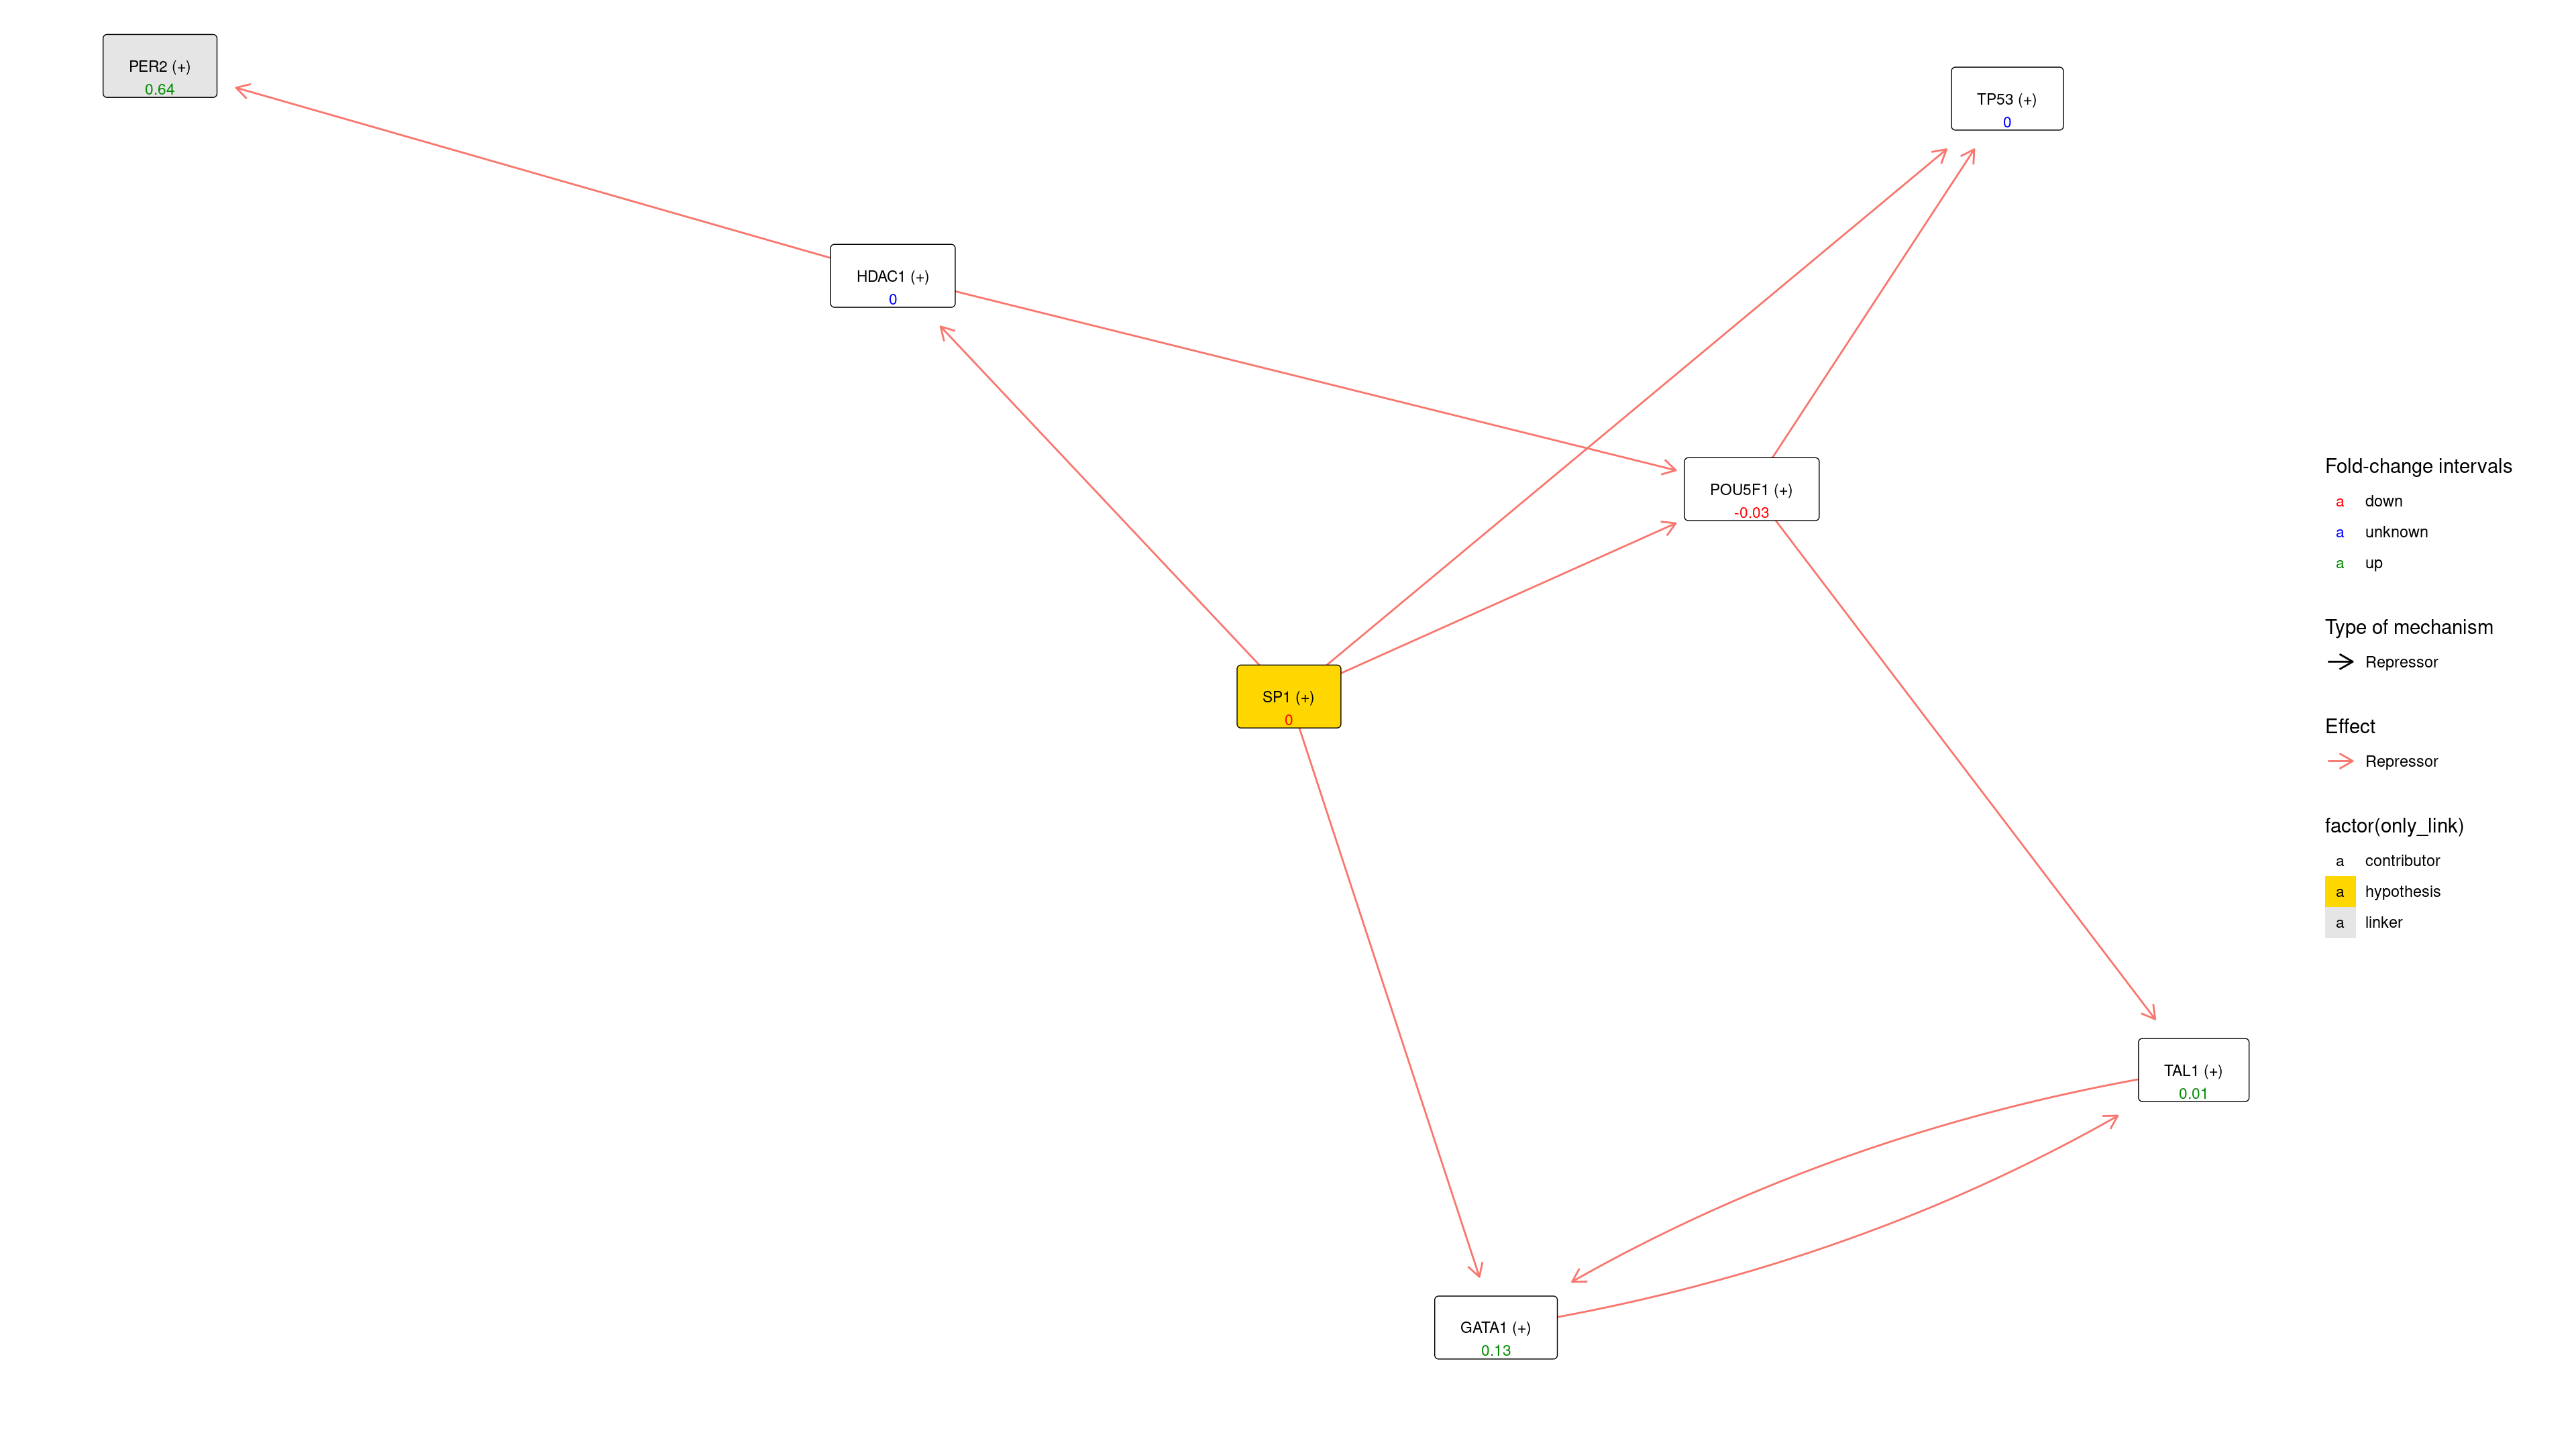 PER2 (+)
0.64
TP53 (+)
0
HDAC1 (+)
0
POU5F1 (+)
-0.03
SP1 (+)
0
TAL1 (+)
0.01
GATA1 (+)
0.13
Fold-change intervals
a down
a unknown
a up
Type of mechanism
Repressor
Effect
Repressor
factor(only_link)
a contributor
a hypothesis
a linker